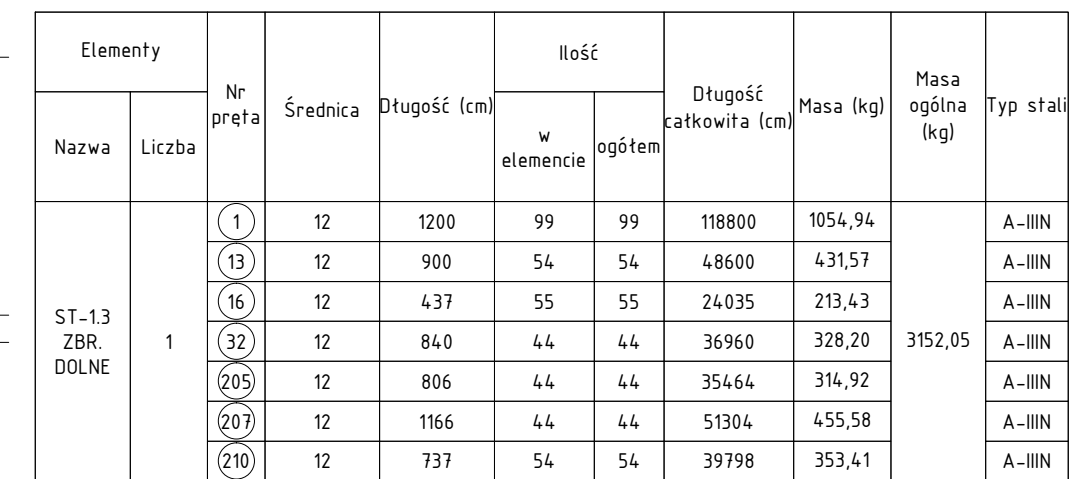 Elementy
Nazwa
Liczba
Nr
pręta
Średnica
Długość (cm)
Ilość
w
elemencie
ogółem
Długość
całkowita (cm)
Masa (kg)
Masa
ogólna
(kg)
Typ stali
ST-1.3
ZBR.
DOLNE
1
3152,05
1 12 1200 99 99 118800 1054,94 A-IIIN
13 12 900 54 54 48600 431,57 A-IIIN
16 12 437 55 55 24035 213,43 A-IIIN
32 12 840 44 44 36960 328,20 A-IIIN
205 12 806 44 44 35464 314,92 A-IIIN
207 12 1166 44 44 51304 455,58 A-IIIN
210 12 737 54 54 39798 353,41 A-IIIN